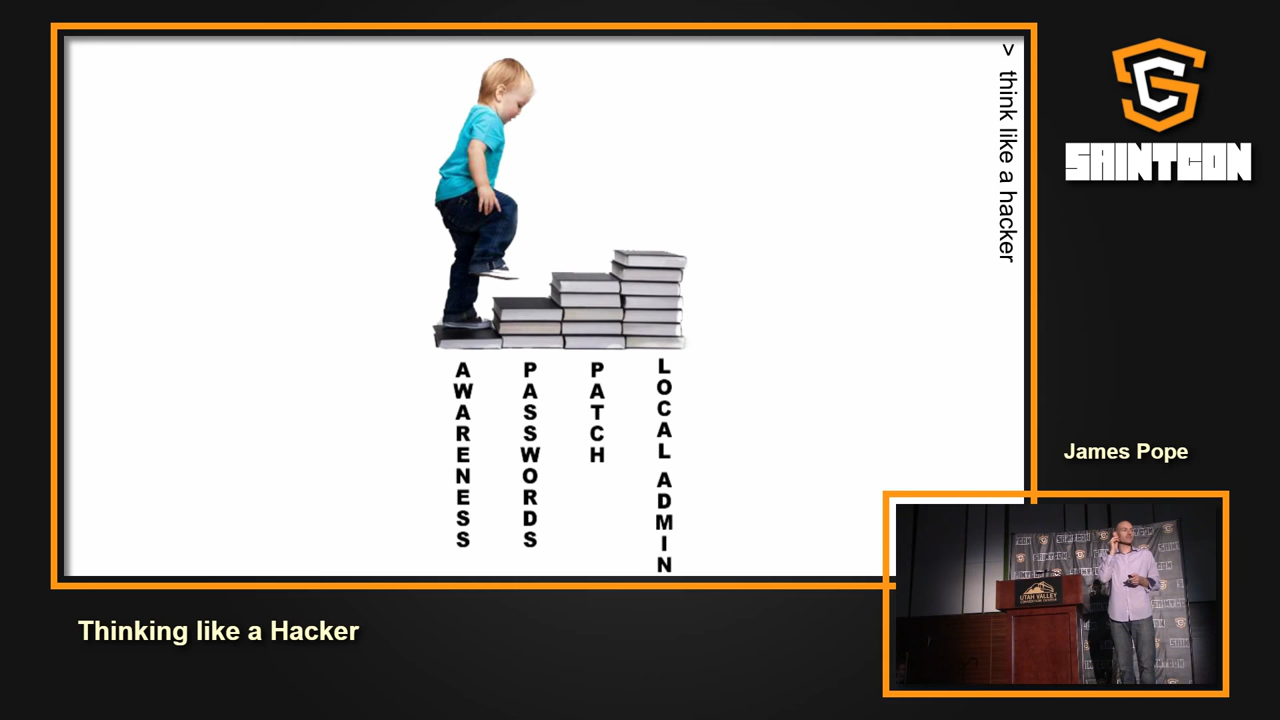 > think like a hacker
AWARENESS
PASSWORDS
PATCH
LOCAL ADMIN
SAINTCON
James Pope
UTAH VALLEY
Thinking like a Hacker